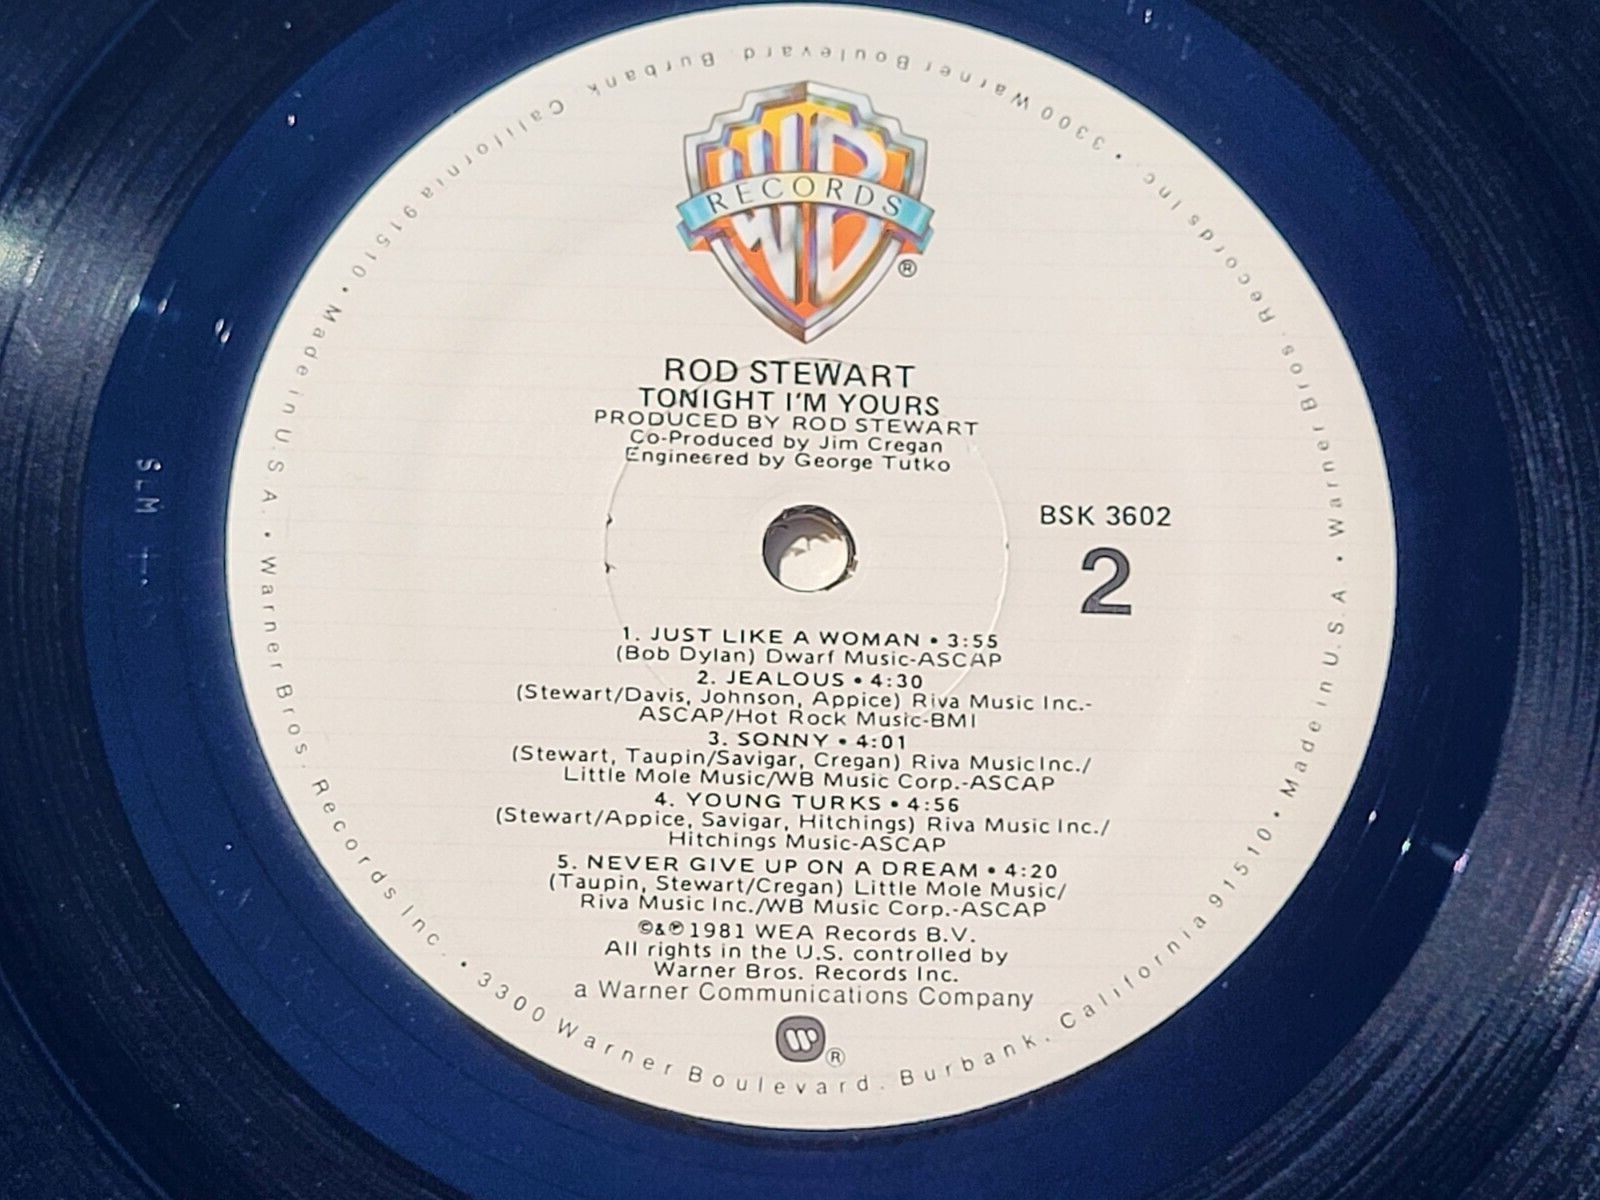 WB
RECORDS
®
ROD STEWART
TONIGHT I'M YOURS
PRODUCED BY ROD STEWART
Co-Produced by Jim Cregan
Engineered by George Tutko
BSK 3602
2
1. JUST LIKE A WOMAN • 3:55
(Bob Dylan) Dwarf Music-ASCAP
2. JEALOUS • 4:30
(Stewart/Davis, Johnson, Appice) Riva Music Inc.-
ASCAP/Hot Rock Music-BMI
3. SONNY • 4:01
(Stewart, Taupin/Savigar, Cregan) Riva Music Inc./
Little Mole Music/WB Music Corp.-ASCAP
4. YOUNG TURKS • 4:56
(Stewart/Appice, Savigar, Hitchings) Riva Music Inc./
Hitchings Music-ASCAP
5. NEVER GIVE UP ON A DREAM • 4:20
(Taupin, Stewart/Cregan) Little Mole Music/
Riva Music Inc./WB Music Corp.-ASCAP
©&℗1981 WEA Records B.V.
All rights in the U.S. controlled by
Warner Bros. Records Inc.
a Warner Communications Company
W®
Warner Bros. Records Inc. • 3300 Warner Boulevard. Burbank. California 91510 • Made in U.S.A. • Warner Bros. Records Inc. • 3300 Warner Boulevard. Burbank. California 91510 • Made in U.S.A. •
SLM